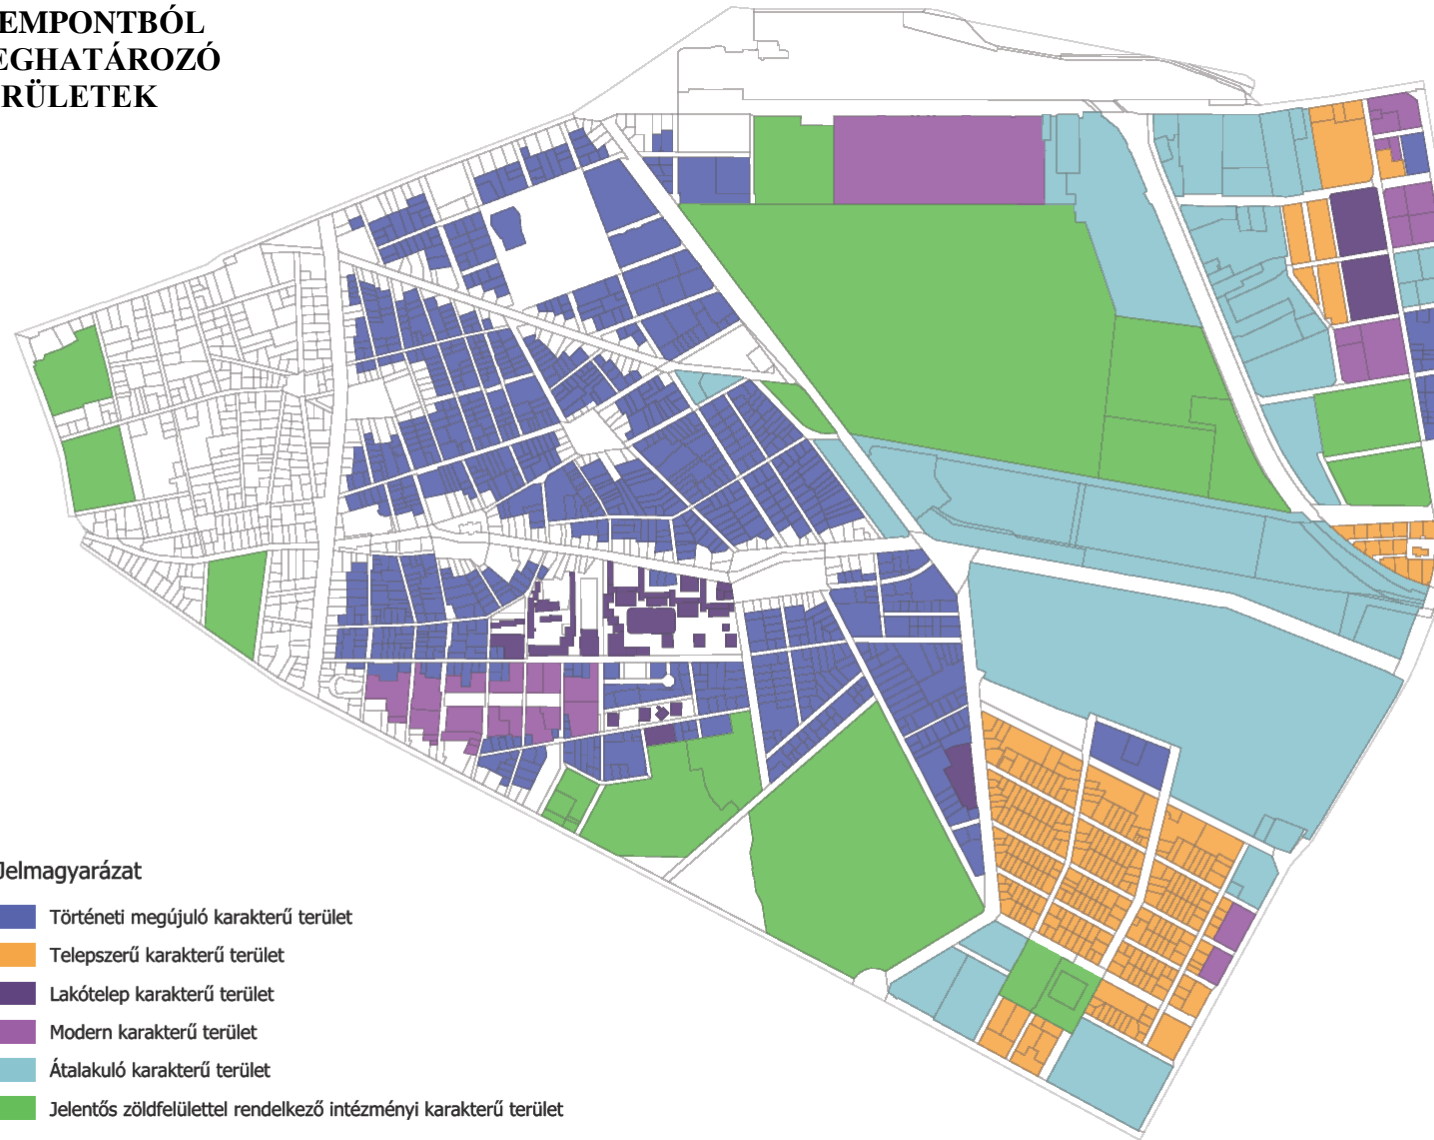 EMPONTBÓL
EGHATÁROZÓ
RÜLETEK
Jelmagyarázat
Történeti megújuló karakterű terület
Telepszerű karakterű terület
Lakótelep karakterű terület
Modern karakterű terület
Átalakuló karakterű terület
Jelentős zöldfelülettel rendelkező intézményi karakterű terület